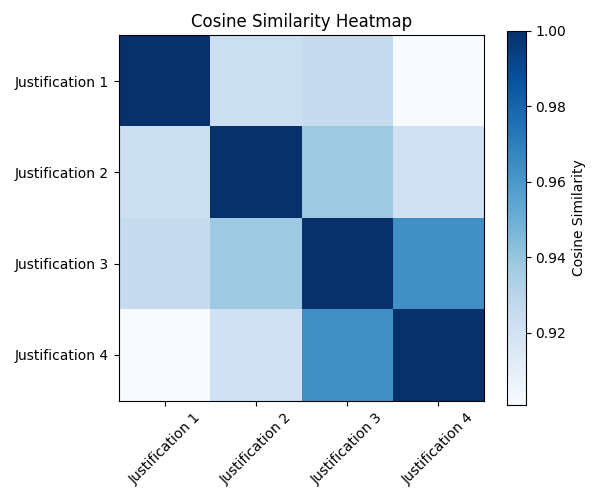 Cosine Similarity Heatmap
Justification 1
Justification 2
Justification 3
Justification 4
Justification 1
Justification 2
Justification 3
Justification 4
1.00
0.98
0.96
0.94
0.92
Cosine Similarity